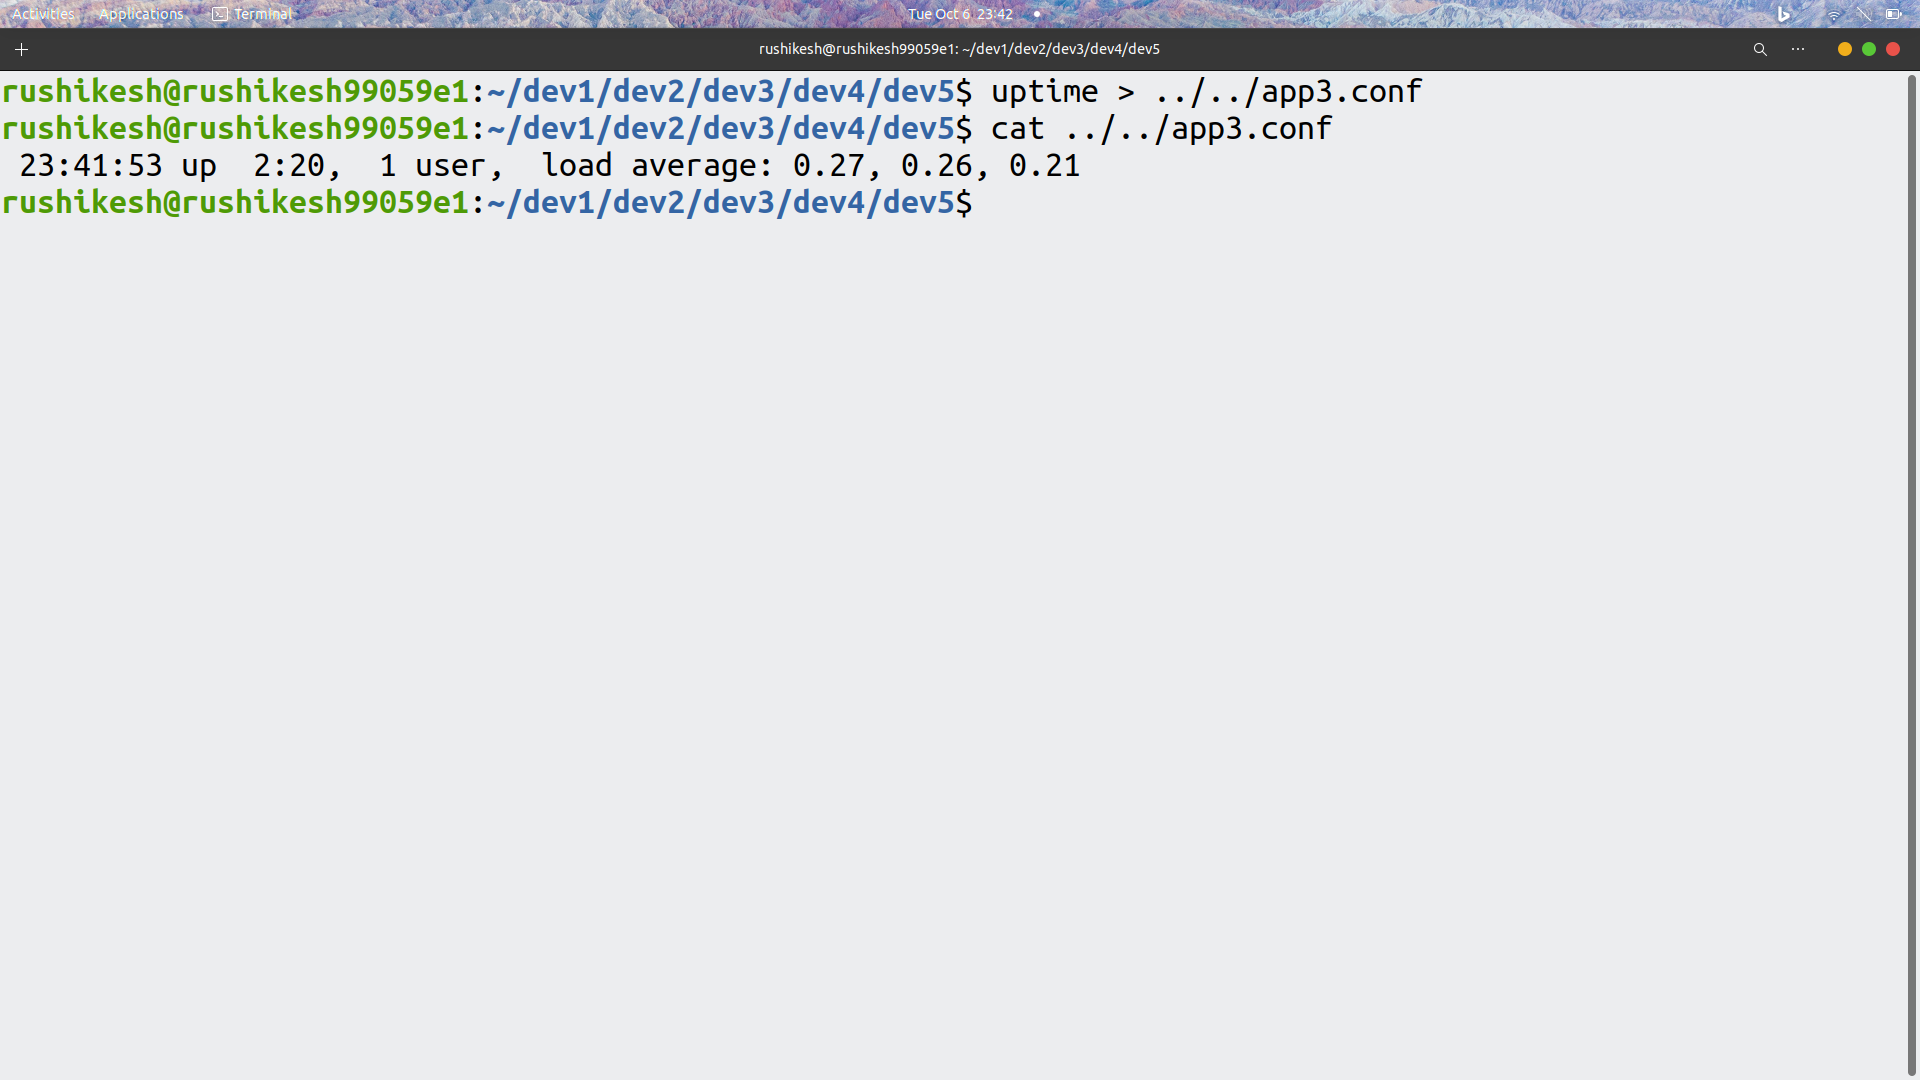 Activities Applications Terminal Tue Oct 6 23:42
rushikesh@rushikesh99059e1: ~/dev1/dev2/dev3/dev4/dev5
rushikesh@rushikesh99059e1:~/dev1/dev2/dev3/dev4/dev5$ uptime > ../../app3.conf
rushikesh@rushikesh99059e1:~/dev1/dev2/dev3/dev4/dev5$ cat ../../app3.conf
 23:41:53 up  2:20,  1 user,  load average: 0.27, 0.26, 0.21
rushikesh@rushikesh99059e1:~/dev1/dev2/dev3/dev4/dev5$